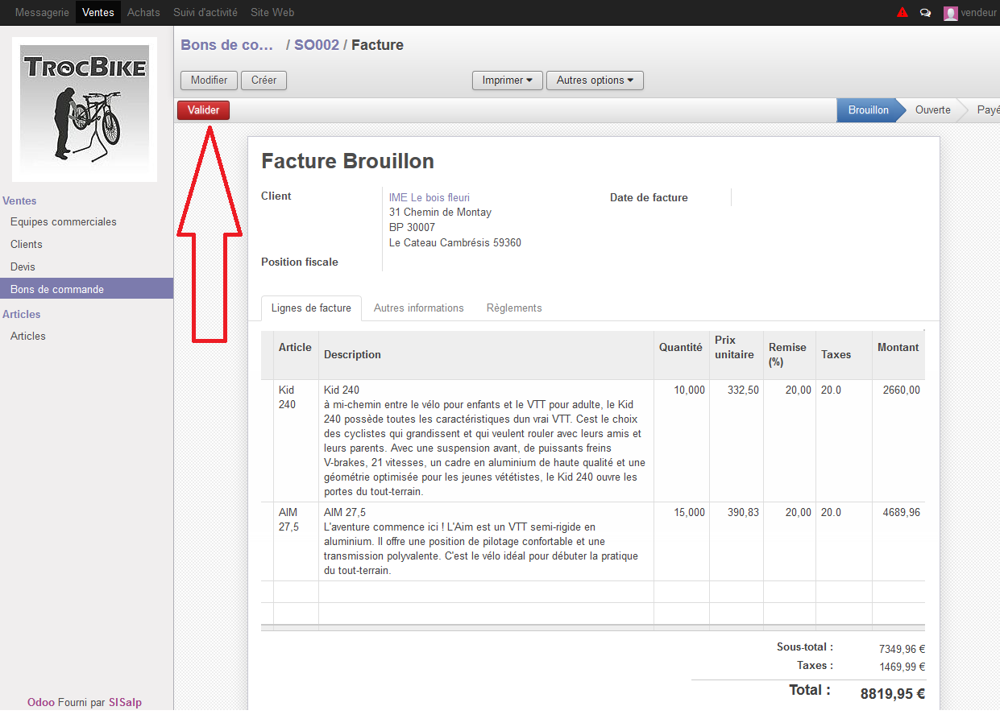 Messagerie Ventes Achats Suivi d'activité Site Web vendeur
TROCBIKE
Bons de co... / SO002 / Facture
Modifier Créer Imprimer Autres options
Valider Brouillon Ouverte Payé
Ventes
Equipes commerciales
Clients
Devis
Bons de commande
Articles
Articles
Odoo Fourni par SISalp
Facture Brouillon
Client
IME Le bois fleuri
31 Chemin de Montay
BP 30007
Le Cateau Cambrésis 59360
Date de facture
Position fiscale
Lignes de facture Autres informations Règlements
Article Description Quantité Prix unitaire Remise (%) Taxes Montant
Kid 240
Kid 240
à mi-chemin entre le vélo pour enfants et le VTT pour adulte, le Kid
240 possède toutes les caractéristiques dun vrai VTT. Cest le choix
des cyclistes qui grandissent et qui veulent rouler avec leurs amis et
leurs parents. Avec une suspension avant, de puissants freins
V-brakes, 21 vitesses, un cadre en aluminium de haute qualité et une
géométrie optimisée pour les jeunes vététistes, le Kid 240 ouvre les
portes du tout-terrain.
10,000 332,50 20,00 20.0 2660,00
AIM 27,5
AIM 27,5
L'aventure commence ici ! L'Aim est un VTT semi-rigide en
aluminium. Il offre une position de pilotage confortable et une
transmission polyvalente. C'est le vélo idéal pour débuter la pratique
du tout-terrain.
15,000 390,83 20,00 20.0 4689,96
Sous-total : 7349,96 €
Taxes : 1469,99 €
Total : 8819,95 €